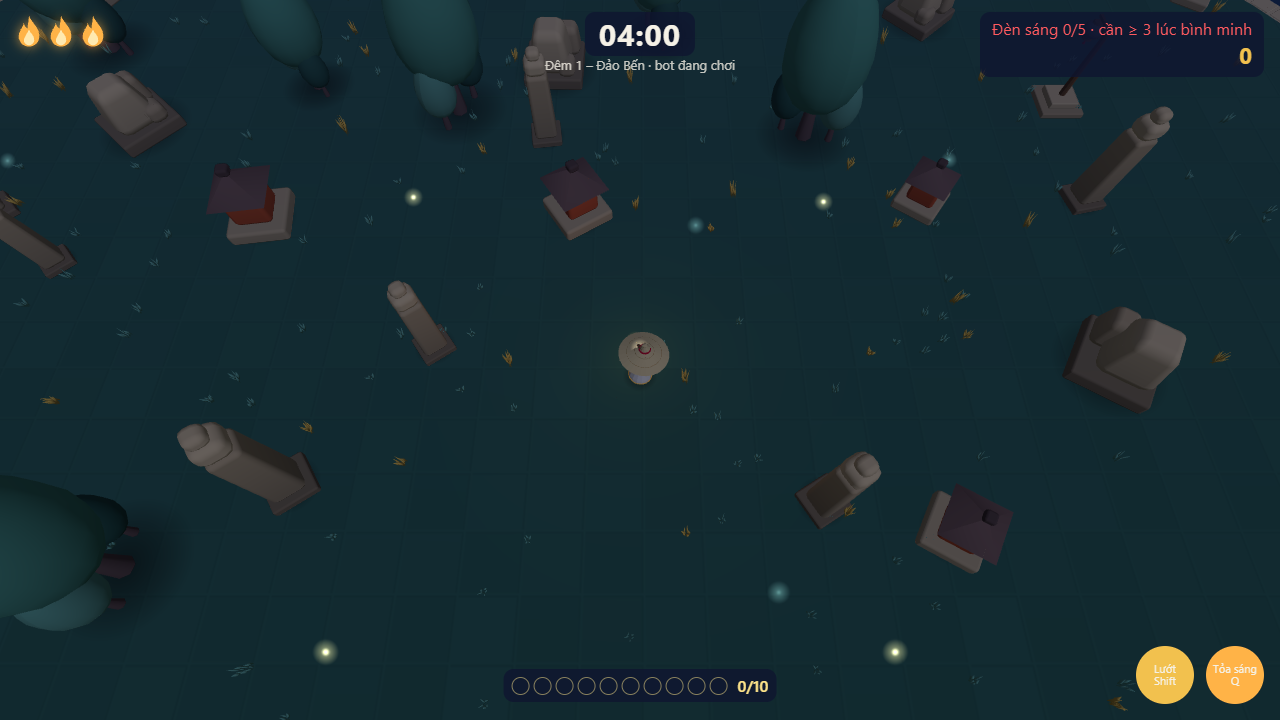 04:00
Đêm 1 – Đảo Bến · bot đang chơi
Đèn sáng 0/5 · cần ≥ 3 lúc bình minh
0
0/10
Lướt
Shift
Tỏa sáng
Q